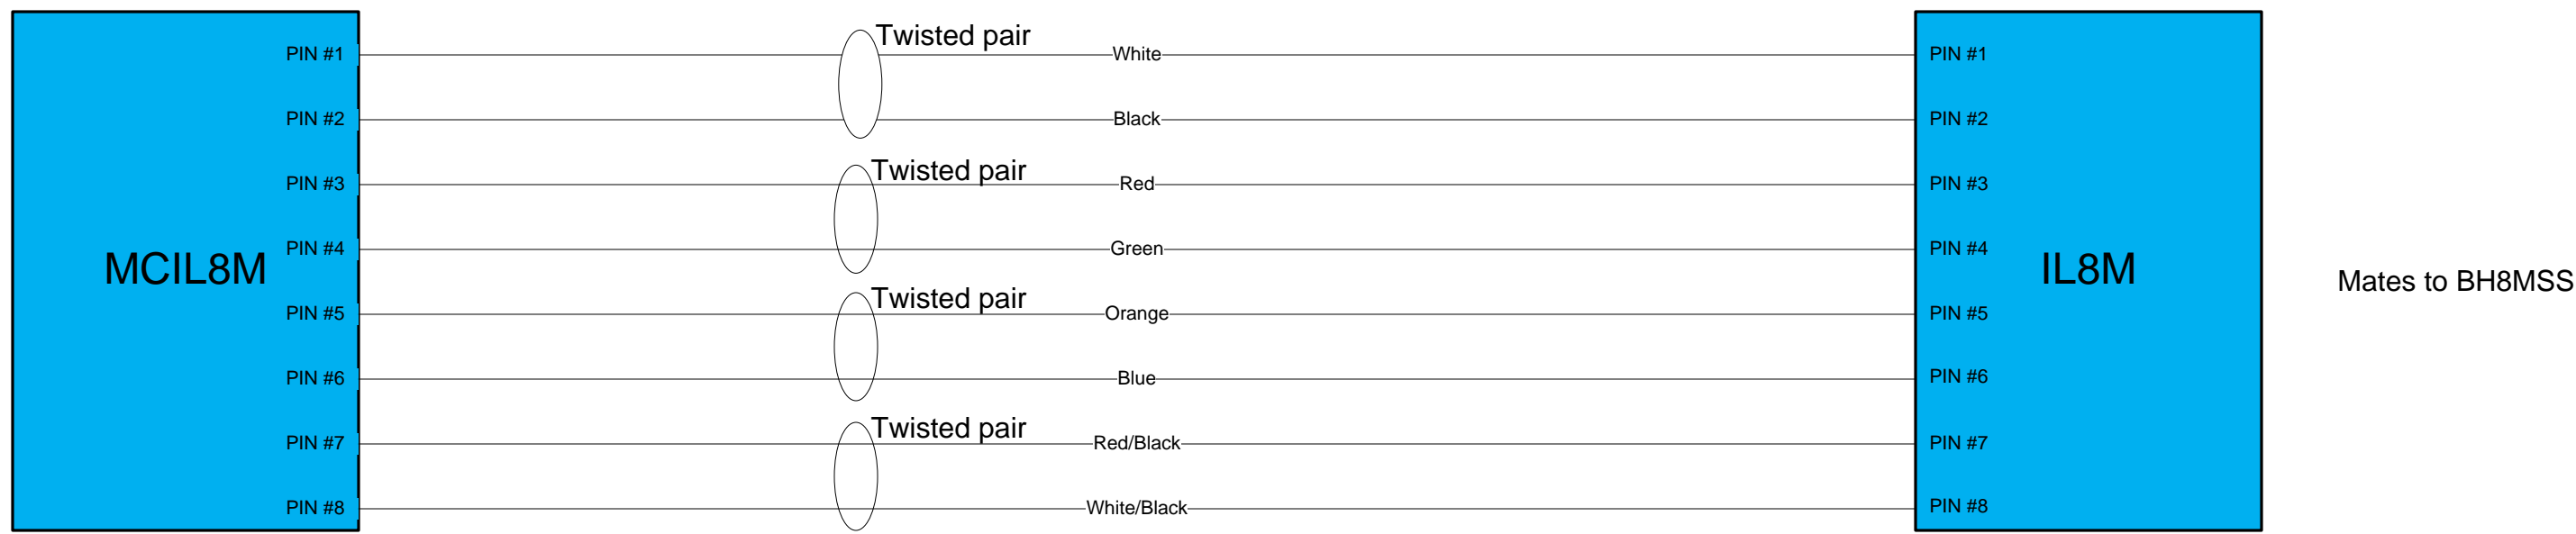 Twisted pair
PIN #1 White PIN #1
PIN #2 Black PIN #2
Twisted pair
PIN #3 Red PIN #3
PIN #4 Green PIN #4
MCIL8M IL8M Mates to BH8MSS
Twisted pair
PIN #5 Orange PIN #5
PIN #6 Blue PIN #6
Twisted pair
PIN #7 Red/Black PIN #7
PIN #8 White/Black PIN #8